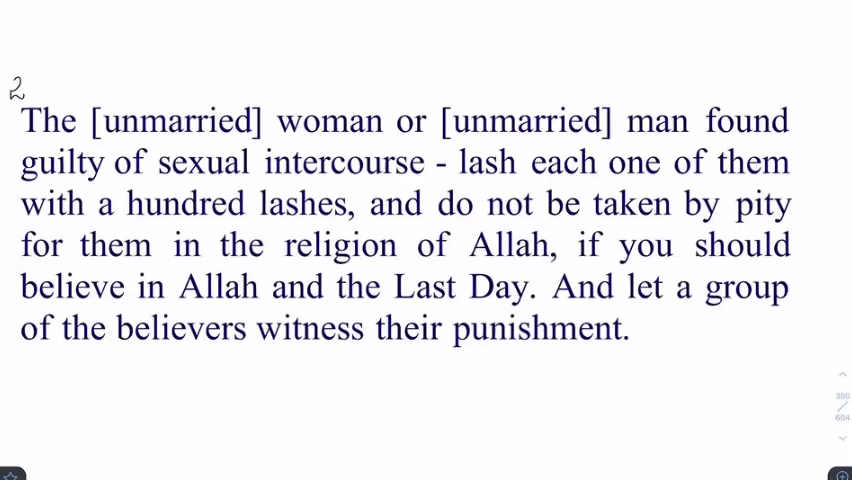 2
The [unmarried] woman or [unmarried] man found
guilty of sexual intercourse - lash each one of them
with a hundred lashes, and do not be taken by pity
for them in the religion of Allah, if you should
believe in Allah and the Last Day. And let a group
of the believers witness their punishment.
350
/
604